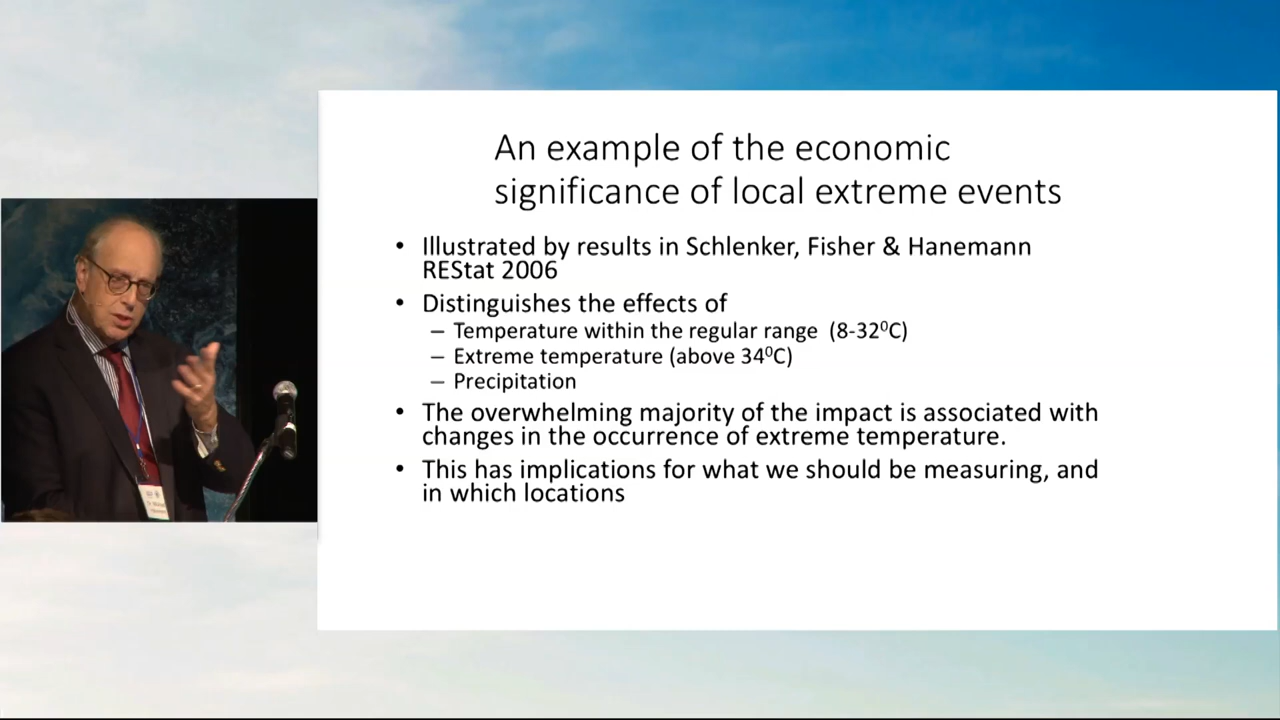 An example of the economic
significance of local extreme events
• Illustrated by results in Schlenker, Fisher & Hanemann
REStat 2006
• Distinguishes the effects of
– Temperature within the regular range (8-32⁰C)
– Extreme temperature (above 34⁰C)
– Precipitation
• The overwhelming majority of the impact is associated with
changes in the occurrence of extreme temperature.
• This has implications for what we should be measuring, and
in which locations